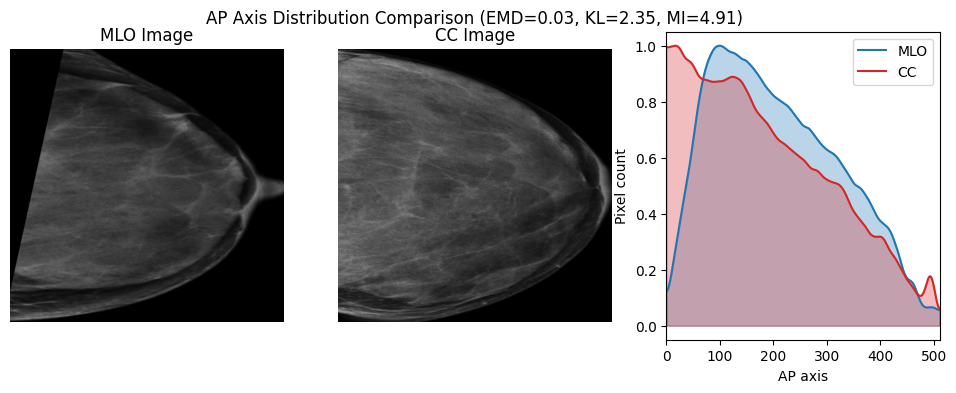 AP Axis Distribution Comparison (EMD=0.03, KL=2.35, MI=4.91)
MLO Image
CC Image
MLO
CC
Pixel count
1.0
0.8
0.6
0.4
0.2
0.0
0 100 200 300 400 500
AP axis